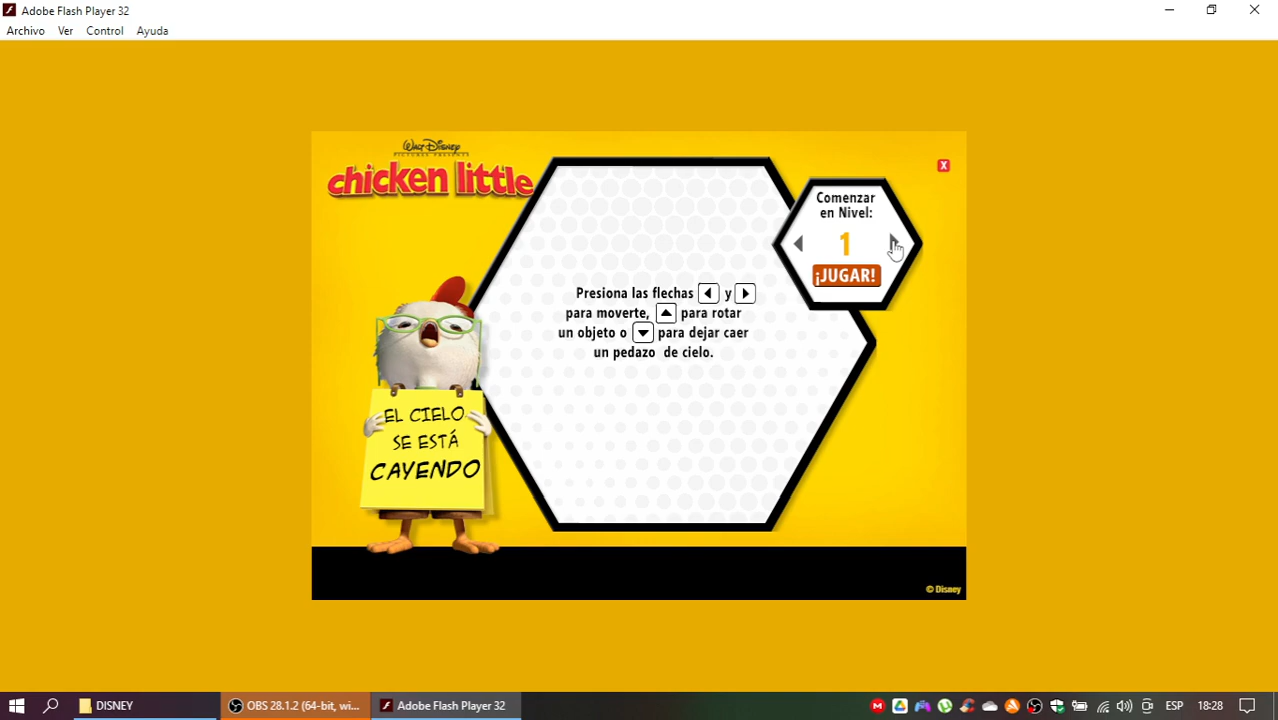 Adobe Flash Player 32
Archivo Ver Control Ayuda
WALT DISNEY
PICTURES PRESENTS
chicken little
X
Comenzar
en Nivel:
1
¡JUGAR!
Presiona las flechas y
para moverte, para rotar
un objeto o para dejar caer
un pedazo de cielo.
EL CIELO
SE ESTÁ
CAYENDO
© Disney
DISNEY
OBS 28.1.2 (64-bit, wi...
Adobe Flash Player 32
ESP
18:28